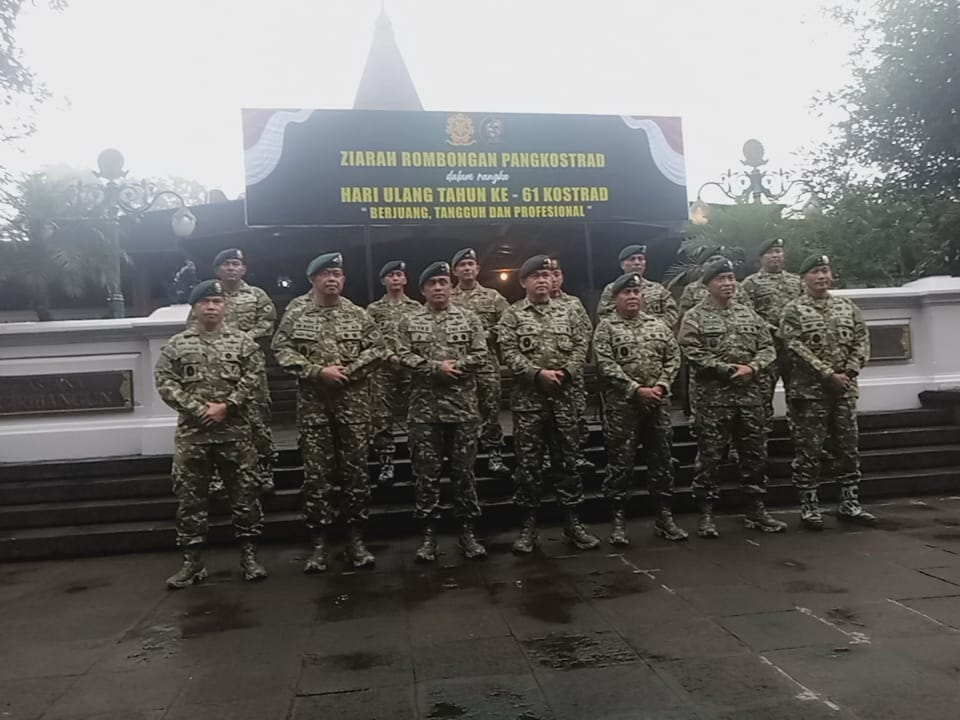 ZIARAH ROMBONGAN PANGKOSTRAD
dalam rangka
HARI ULANG TAHUN KE - 61 KOSTRAD
" BERJUANG, TANGGUH DAN PROFESIONAL "